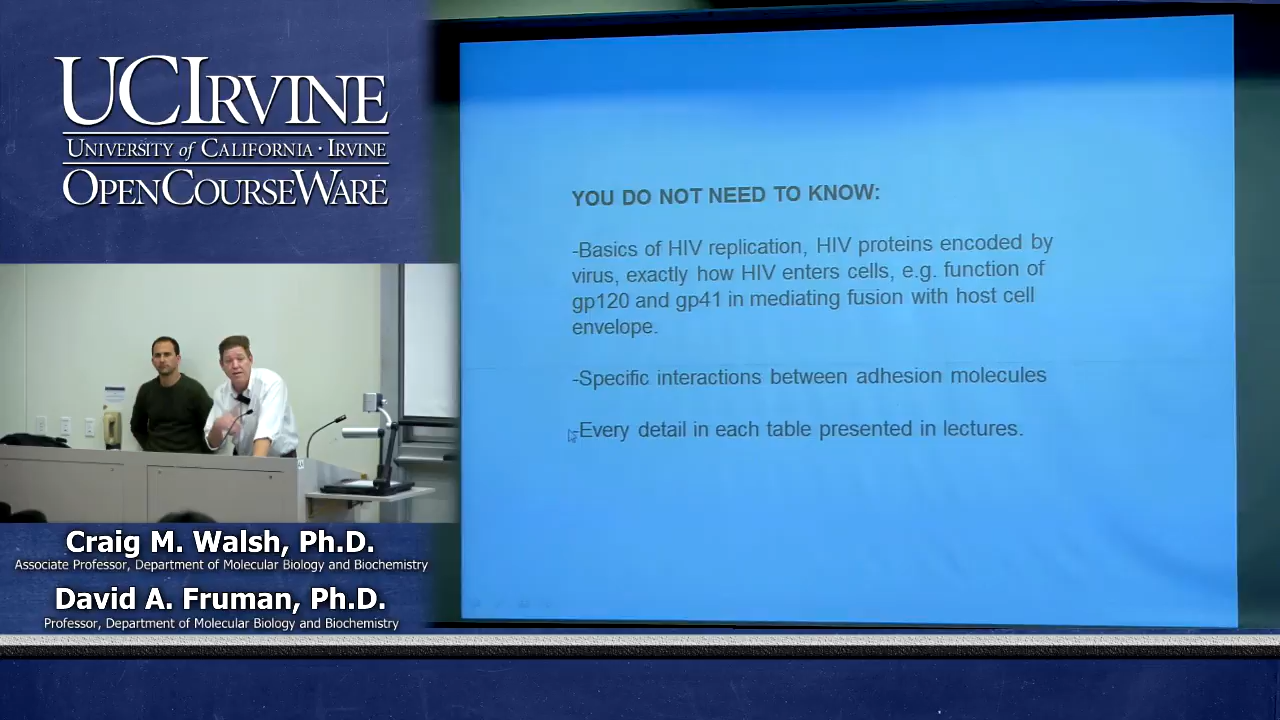 UCIRVINE
UNIVERSITY of CALIFORNIA · IRVINE
OPENCOURSEWARE
YOU DO NOT NEED TO KNOW:
-Basics of HIV replication, HIV proteins encoded by
virus, exactly how HIV enters cells, e.g. function of
gp120 and gp41 in mediating fusion with host cell
envelope.
-Specific interactions between adhesion molecules
-Every detail in each table presented in lectures.
Craig M. Walsh, Ph.D.
Associate Professor, Department of Molecular Biology and Biochemistry
David A. Fruman, Ph.D.
Professor, Department of Molecular Biology and Biochemistry